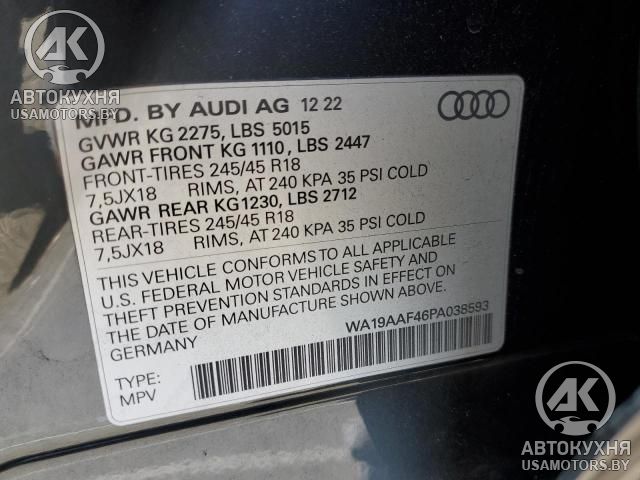 AK
АВТОКУХНЯ
USAMOTORS.BY
MFD. BY AUDI AG 12 22
GVWR KG 2275, LBS 5015
GAWR FRONT KG 1110, LBS 2447
FRONT-TIRES 245/45 R18
7,5JX18 RIMS, AT 240 KPA 35 PSI COLD
GAWR REAR KG1230, LBS 2712
REAR-TIRES 245/45 R18
7,5JX18 RIMS, AT 240 KPA 35 PSI COLD
THIS VEHICLE CONFORMS TO ALL APPLICABLE
U.S. FEDERAL MOTOR VEHICLE SAFETY AND
THEFT PREVENTION STANDARDS IN EFFECT ON
THE DATE OF MANUFACTURE SHOWN ABOVE.
GERMANY
WA19AAF46PA038593
TYPE:
MPV
AK
АВТОКУХНЯ
USAMOTORS.BY